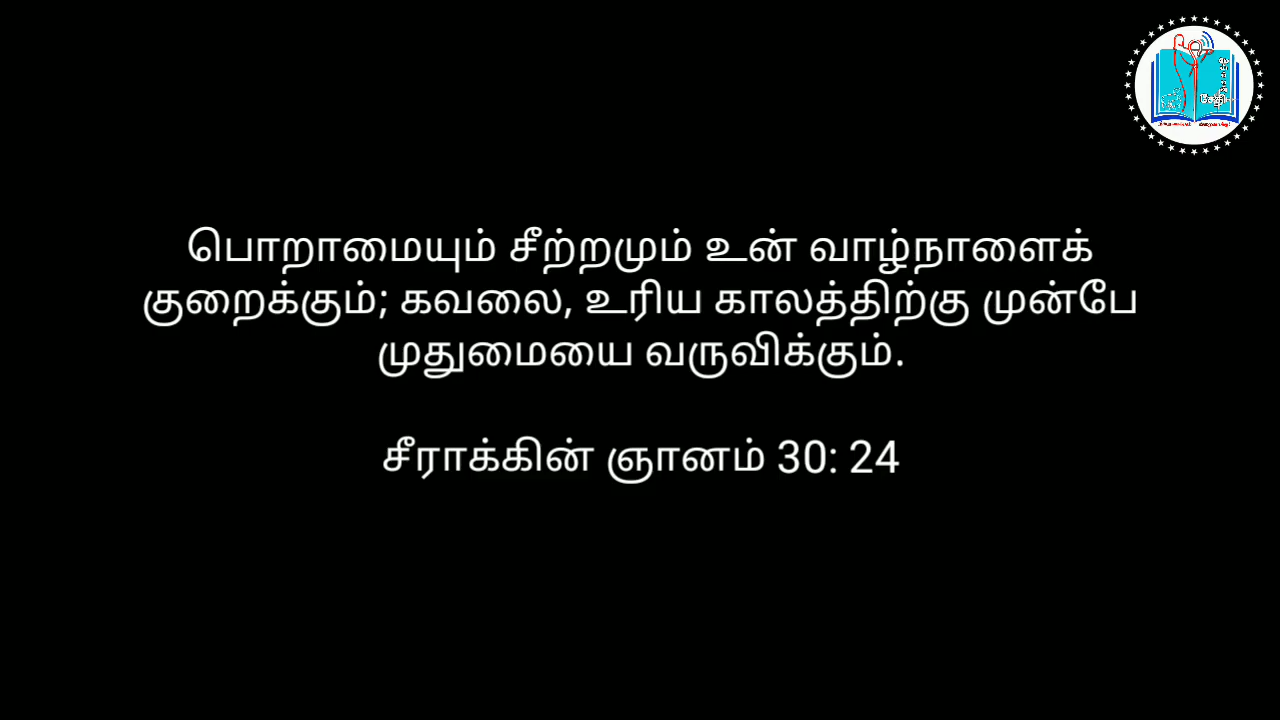 பொறாமையும் சீற்றமும் உன் வாழ்நாளைக்
குறைக்கும்; கவலை, உரிய காலத்திற்கு முன்பே
முதுமையை வருவிக்கும்.
சீராக்கின் ஞானம் 30: 24